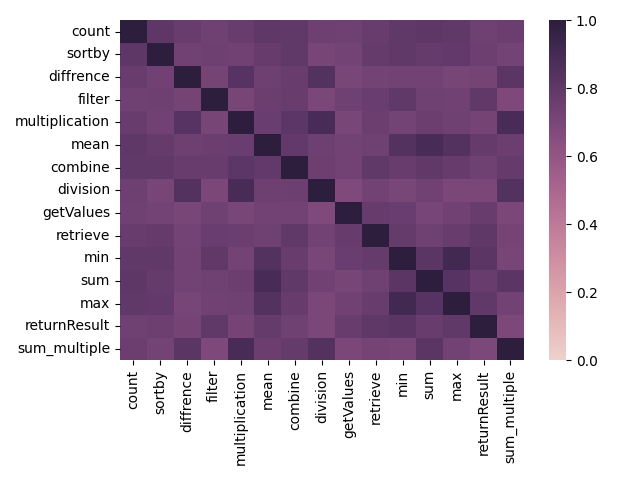 count
sortby
diffrence
filter
multiplication
mean
combine
division
getValues
retrieve
min
sum
max
returnResult
sum_multiple
count
sortby
diffrence
filter
multiplication
mean
combine
division
getValues
retrieve
min
sum
max
returnResult
sum_multiple
1.0
0.8
0.6
0.4
0.2
0.0